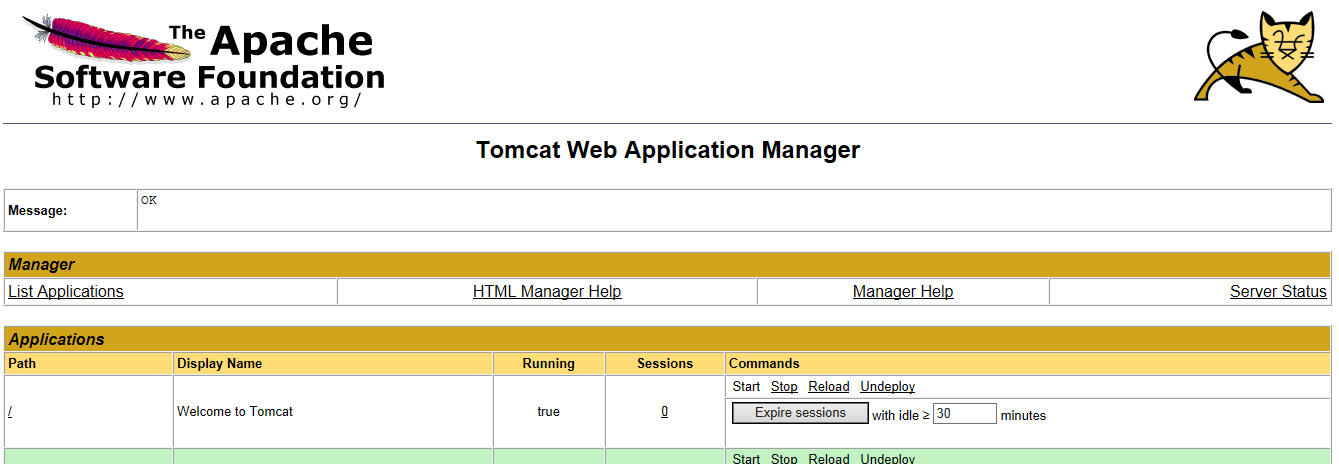 The Apache
Software Foundation
http://www.apache.org/
Tomcat Web Application Manager
Message: OK
Manager
List Applications HTML Manager Help Manager Help Server Status
Applications
Path Display Name Running Sessions Commands
Start Stop Reload Undeploy
/ Welcome to Tomcat true 0
Expire sessions with idle ≥ 30 minutes
Start Stop Reload Undeploy